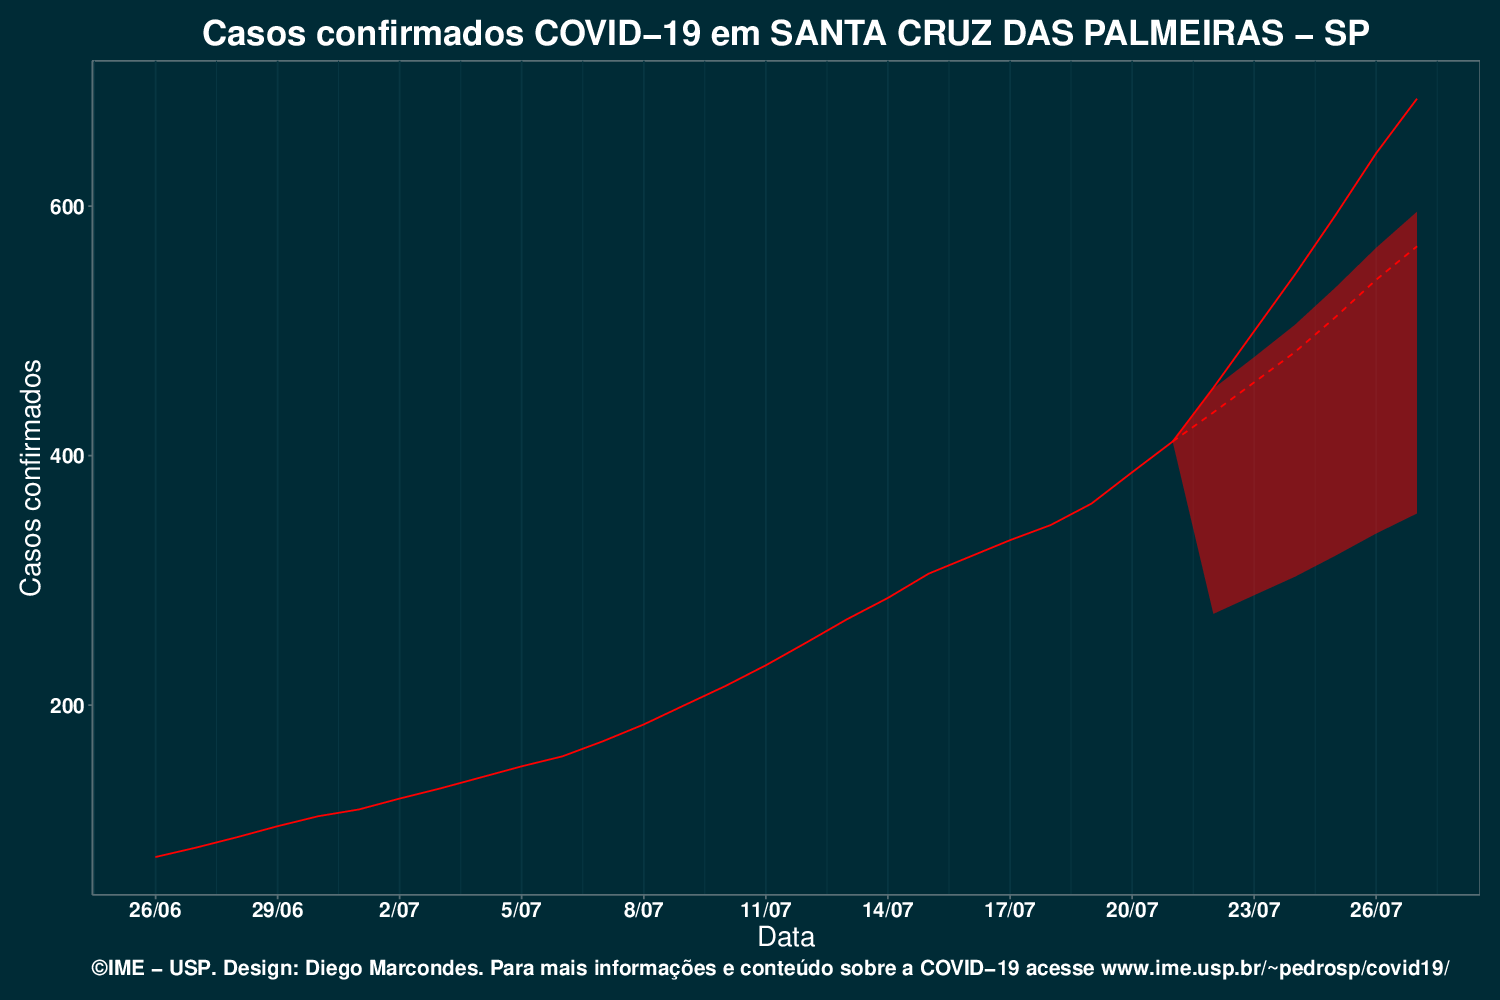 Casos confirmados COVID−19 em SANTA CRUZ DAS PALMEIRAS − SP
Casos confirmados
600
400
200
26/06 29/06 2/07 5/07 8/07 11/07 14/07 17/07 20/07 23/07 26/07
Data
©IME − USP. Design: Diego Marcondes. Para mais informações e conteúdo sobre a COVID−19 acesse www.ime.usp.br/~pedrosp/covid19/